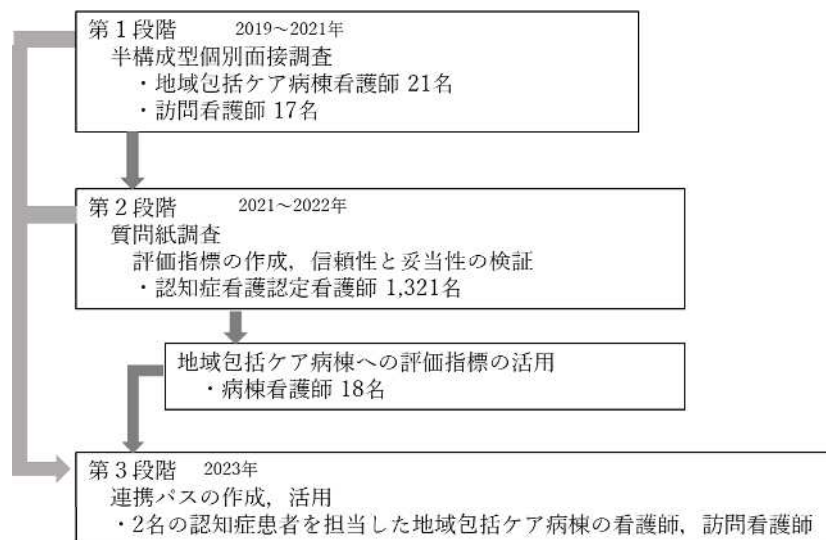 第1段階 2019～2021年
半構成型個別面接調査
・地域包括ケア病棟看護師 21名
・訪問看護師 17名
第2段階 2021～2022年
質問紙調査
評価指標の作成，信頼性と妥当性の検証
・認知症看護認定看護師 1,321名
地域包括ケア病棟への評価指標の活用
・病棟看護師 18名
第3段階 2023年
連携パスの作成，活用
・2名の認知症患者を担当した地域包括ケア病棟の看護師，訪問看護師